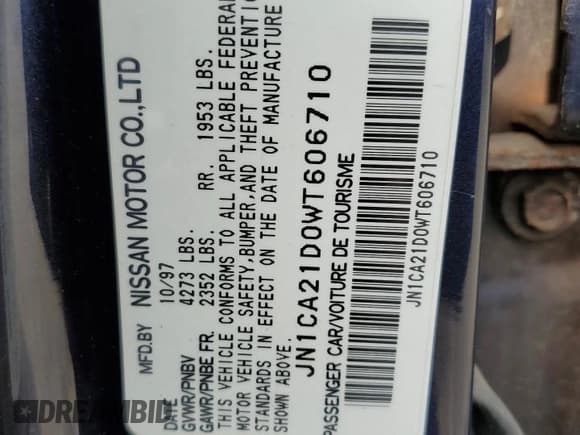 MFD.BY NISSAN MOTOR CO.,LTD
DATE 10/97
GVWR/PNBV 4273 LBS.
GAWR/PNBE FR. 2352 LBS. RR. 1953 LBS.
THIS VEHICLE CONFORMS TO ALL APPLICABLE FEDERAL
MOTOR VEHICLE SAFETY,BUMPER,AND THEFT PREVENTIO
STANDARDS IN EFFECT ON THE DATE OF MANUFACTURE
SHOWN ABOVE.
JN1CA21D0WT606710
PASSENGER CAR/VOITURE DE TOURISME
JN1CA21D0WT606710
DREAMBID